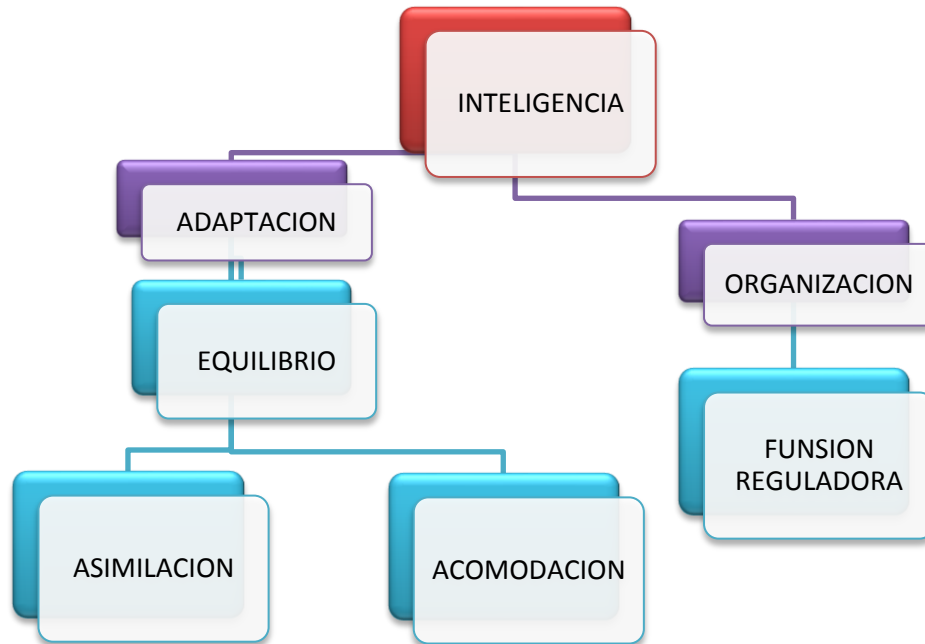 INTELIGENCIA
ADAPTACION
ORGANIZACION
EQUILIBRIO
FUNSION
REGULADORA
ASIMILACION
ACOMODACION